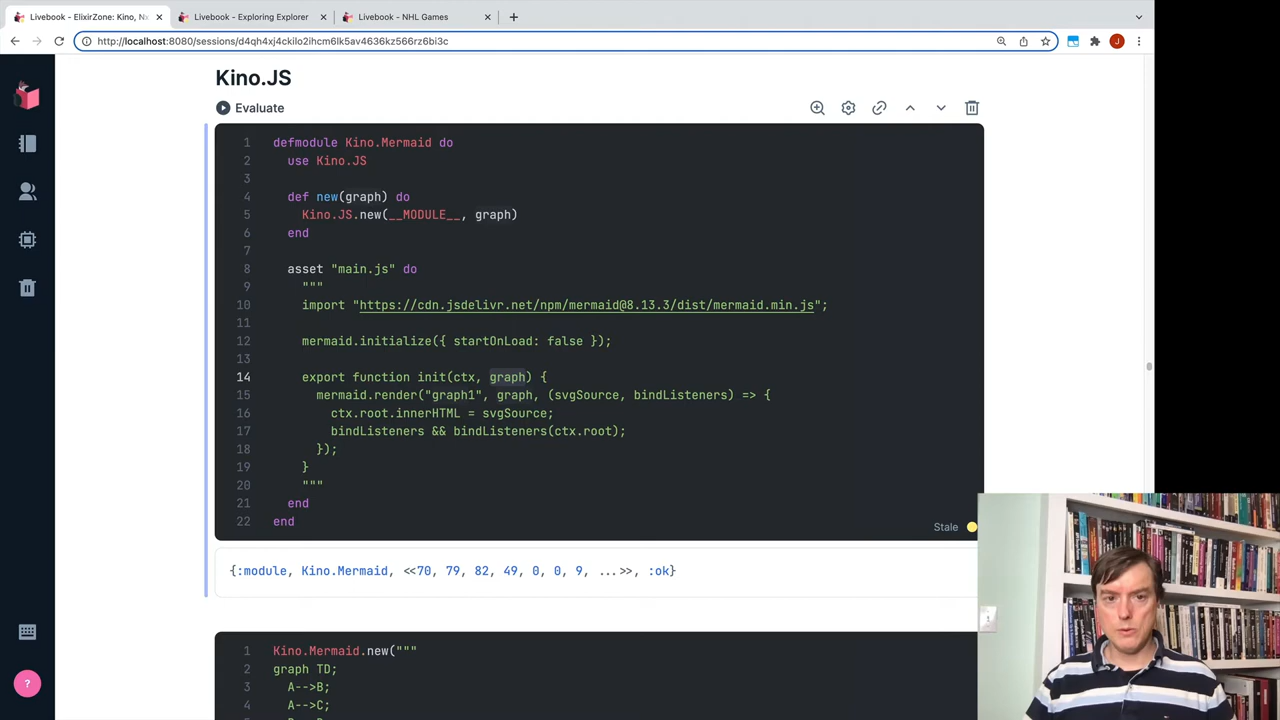 Livebook - ElixirZone: Kino, Nx
Livebook - Exploring Explorer
Livebook - NHL Games
http://localhost:8080/sessions/d4qh4xj4ckilo2ihcm6lk5av4636kz566rz6bi3c
J
Kino.JS
Evaluate
1 defmodule Kino.Mermaid do
2 use Kino.JS
3
4 def new(graph) do
5 Kino.JS.new(__MODULE__, graph)
6 end
7
8 asset "main.js" do
9 """
10 import "https://cdn.jsdelivr.net/npm/mermaid@8.13.3/dist/mermaid.min.js";
11
12 mermaid.initialize({ startOnLoad: false });
13
14 export function init(ctx, graph) {
15 mermaid.render("graph1", graph, (svgSource, bindListeners) => {
16 ctx.root.innerHTML = svgSource;
17 bindListeners && bindListeners(ctx.root);
18 });
19 }
20 """
21 end
22 end
Stale
{:module, Kino.Mermaid, <<70, 79, 82, 49, 0, 0, 9, ...>>, :ok}
1 Kino.Mermaid.new("""
2 graph TD;
3 A-->B;
4 A-->C;
?